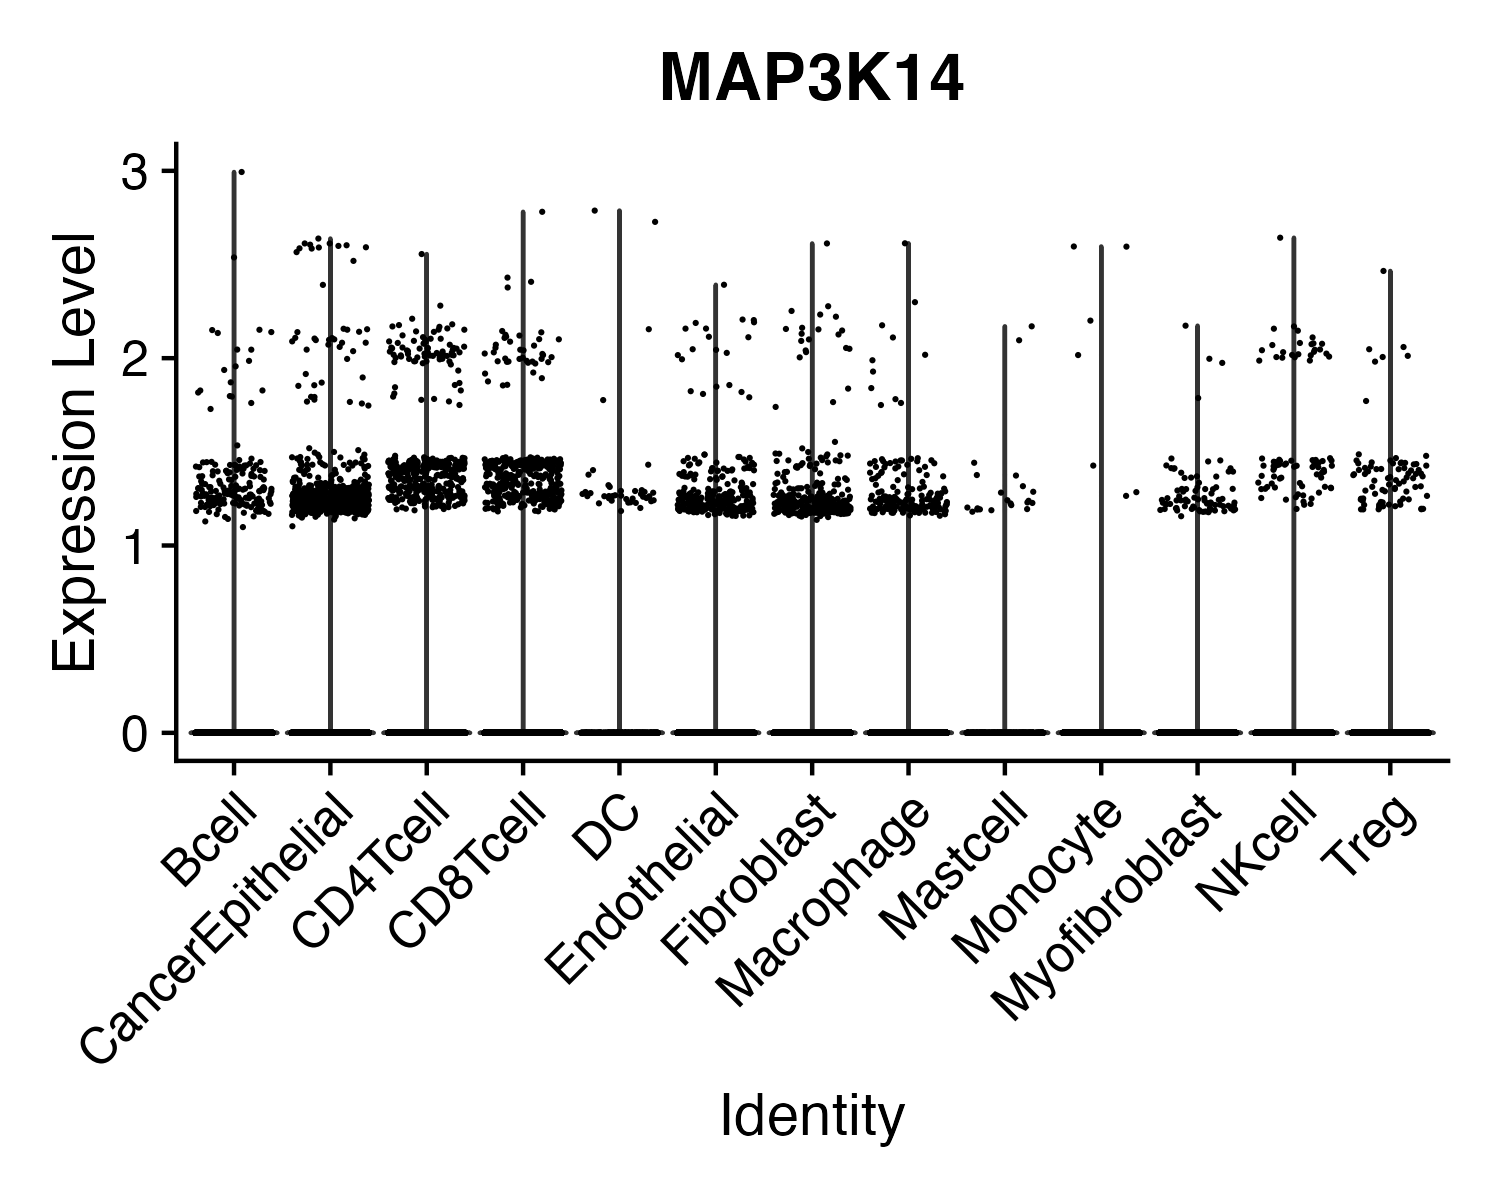 MAP3K14
Expression Level
3
2
1
0
Bcell
CancerEpithelial
CD4Tcell
CD8Tcell
DC
Endothelial
Fibroblast
Macrophage
Mastcell
Monocyte
Myofibroblast
NKcell
Treg
Identity